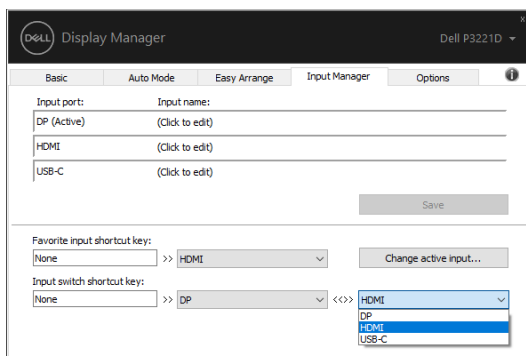 DELL Display Manager Dell P3221D
x
Basic Auto Mode Easy Arrange Input Manager Options i
Input port: Input name:
DP (Active) (Click to edit)
HDMI (Click to edit)
USB-C (Click to edit)
Save
Favorite input shortcut key:
None >> HDMI Change active input...
Input switch shortcut key:
None >> DP <<>> HDMI
DP
HDMI
USB-C